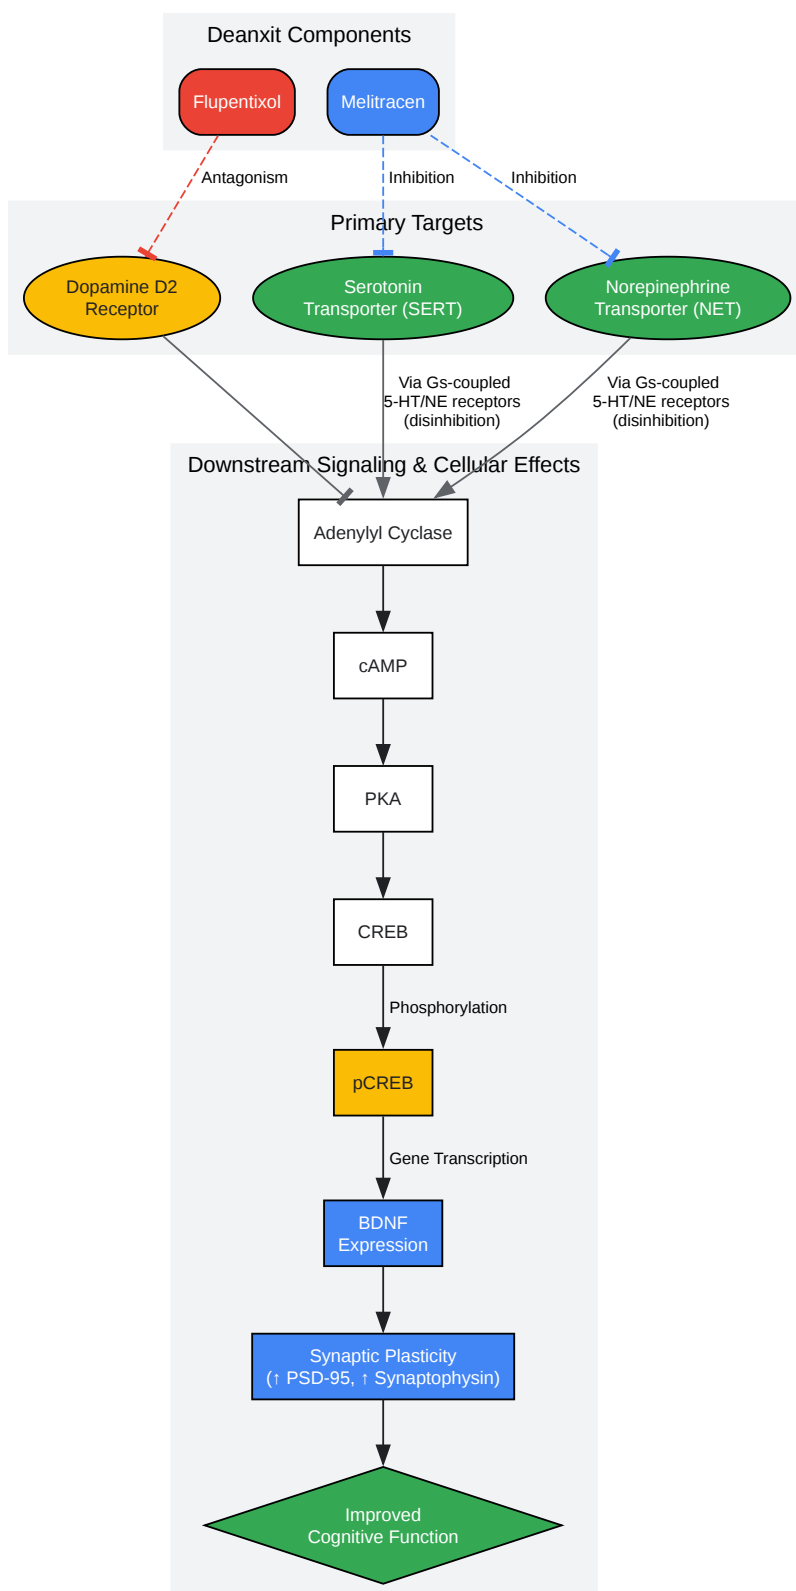 Deanxit Components
Flupentixol
Melitracen
Antagonism
Inhibition
Inhibition
Primary Targets
Dopamine D2
Receptor
Serotonin
Transporter (SERT)
Norepinephrine
Transporter (NET)
Via Gs-coupled
5-HT/NE receptors
(disinhibition)
Via Gs-coupled
5-HT/NE receptors
(disinhibition)
Downstream Signaling & Cellular Effects
Adenylyl Cyclase
cAMP
PKA
CREB
Phosphorylation
pCREB
Gene Transcription
BDNF
Expression
Synaptic Plasticity
(↑ PSD-95, ↑ Synaptophysin)
Improved
Cognitive Function